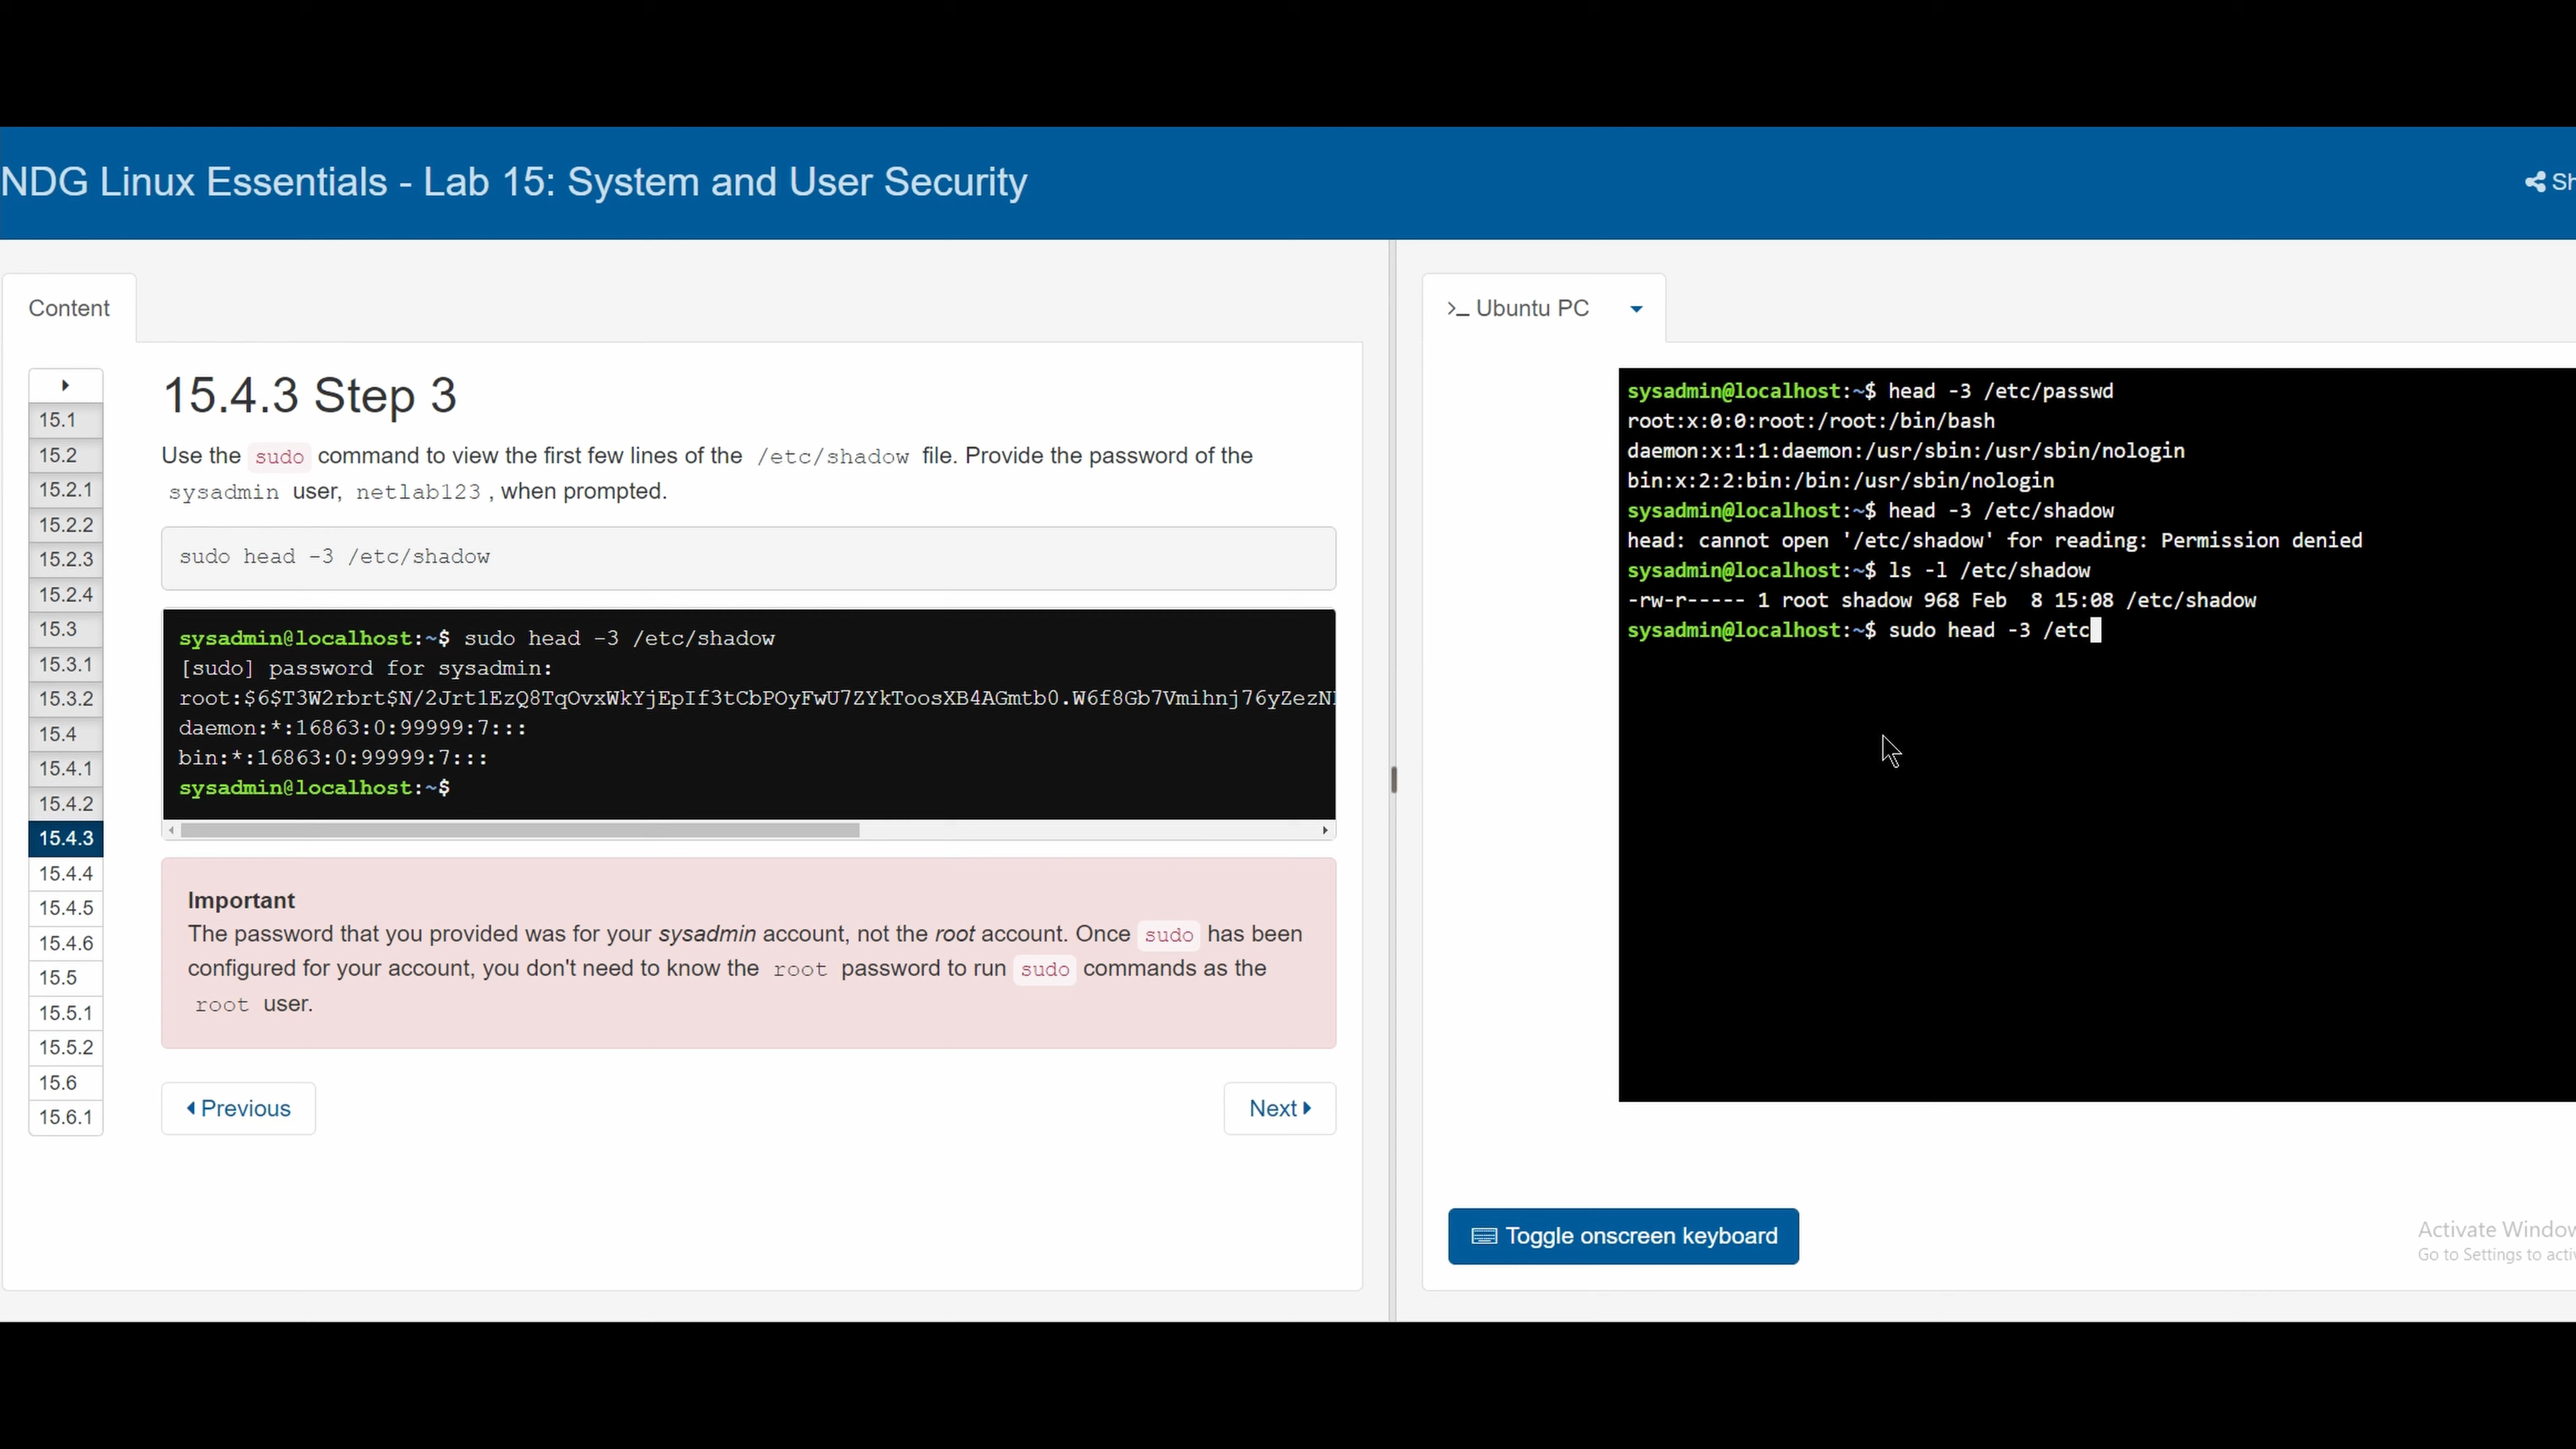 NDG Linux Essentials - Lab 15: System and User Security
Sh
Content
15.1
15.2
15.2.1
15.2.2
15.2.3
15.2.4
15.3
15.3.1
15.3.2
15.4
15.4.1
15.4.2
15.4.3
15.4.4
15.4.5
15.4.6
15.5
15.5.1
15.5.2
15.6
15.6.1
15.4.3 Step 3
Use the sudo command to view the first few lines of the /etc/shadow file. Provide the password of the
sysadmin user, netlab123, when prompted.
sudo head -3 /etc/shadow
sysadmin@localhost:~$ sudo head -3 /etc/shadow
[sudo] password for sysadmin:
root:$6$T3W2rbrt$N/2Jrt1EzQ8TqOvxWkYjEpIf3tCbPOyFwU7ZYkToosXB4AGmtb0.W6f8Gb7Vmihnj76yZezN
daemon:*:16863:0:99999:7:::
bin:*:16863:0:99999:7:::
sysadmin@localhost:~$
Important
The password that you provided was for your sysadmin account, not the root account. Once sudo has been
configured for your account, you don't need to know the root password to run sudo commands as the
root user.
Previous
Next
>_ Ubuntu PC
sysadmin@localhost:~$ head -3 /etc/passwd
root:x:0:0:root:/root:/bin/bash
daemon:x:1:1:daemon:/usr/sbin:/usr/sbin/nologin
bin:x:2:2:bin:/bin:/usr/sbin/nologin
sysadmin@localhost:~$ head -3 /etc/shadow
head: cannot open '/etc/shadow' for reading: Permission denied
sysadmin@localhost:~$ ls -l /etc/shadow
-rw-r----- 1 root shadow 968 Feb  8 15:08 /etc/shadow
sysadmin@localhost:~$ sudo head -3 /etc
Toggle onscreen keyboard
Activate Window
Go to Settings to activ